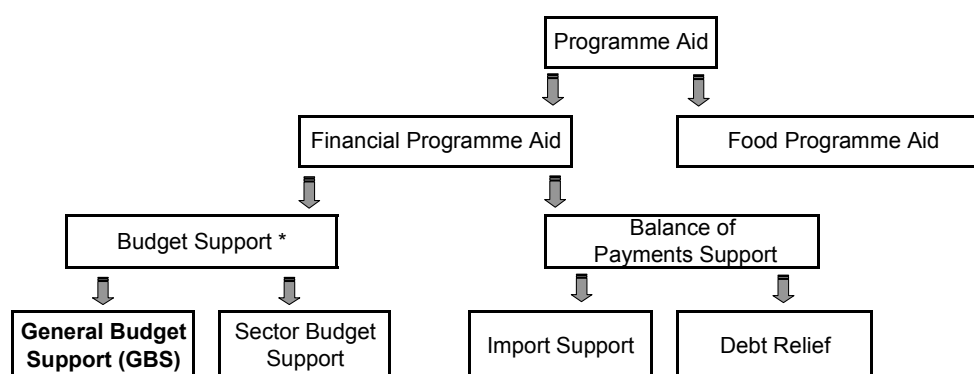 Programme Aid
Financial Programme Aid
Food Programme Aid
Budget Support *
Balance of
Payments Support
General Budget
Support (GBS)
Sector Budget
Support
Import Support
Debt Relief